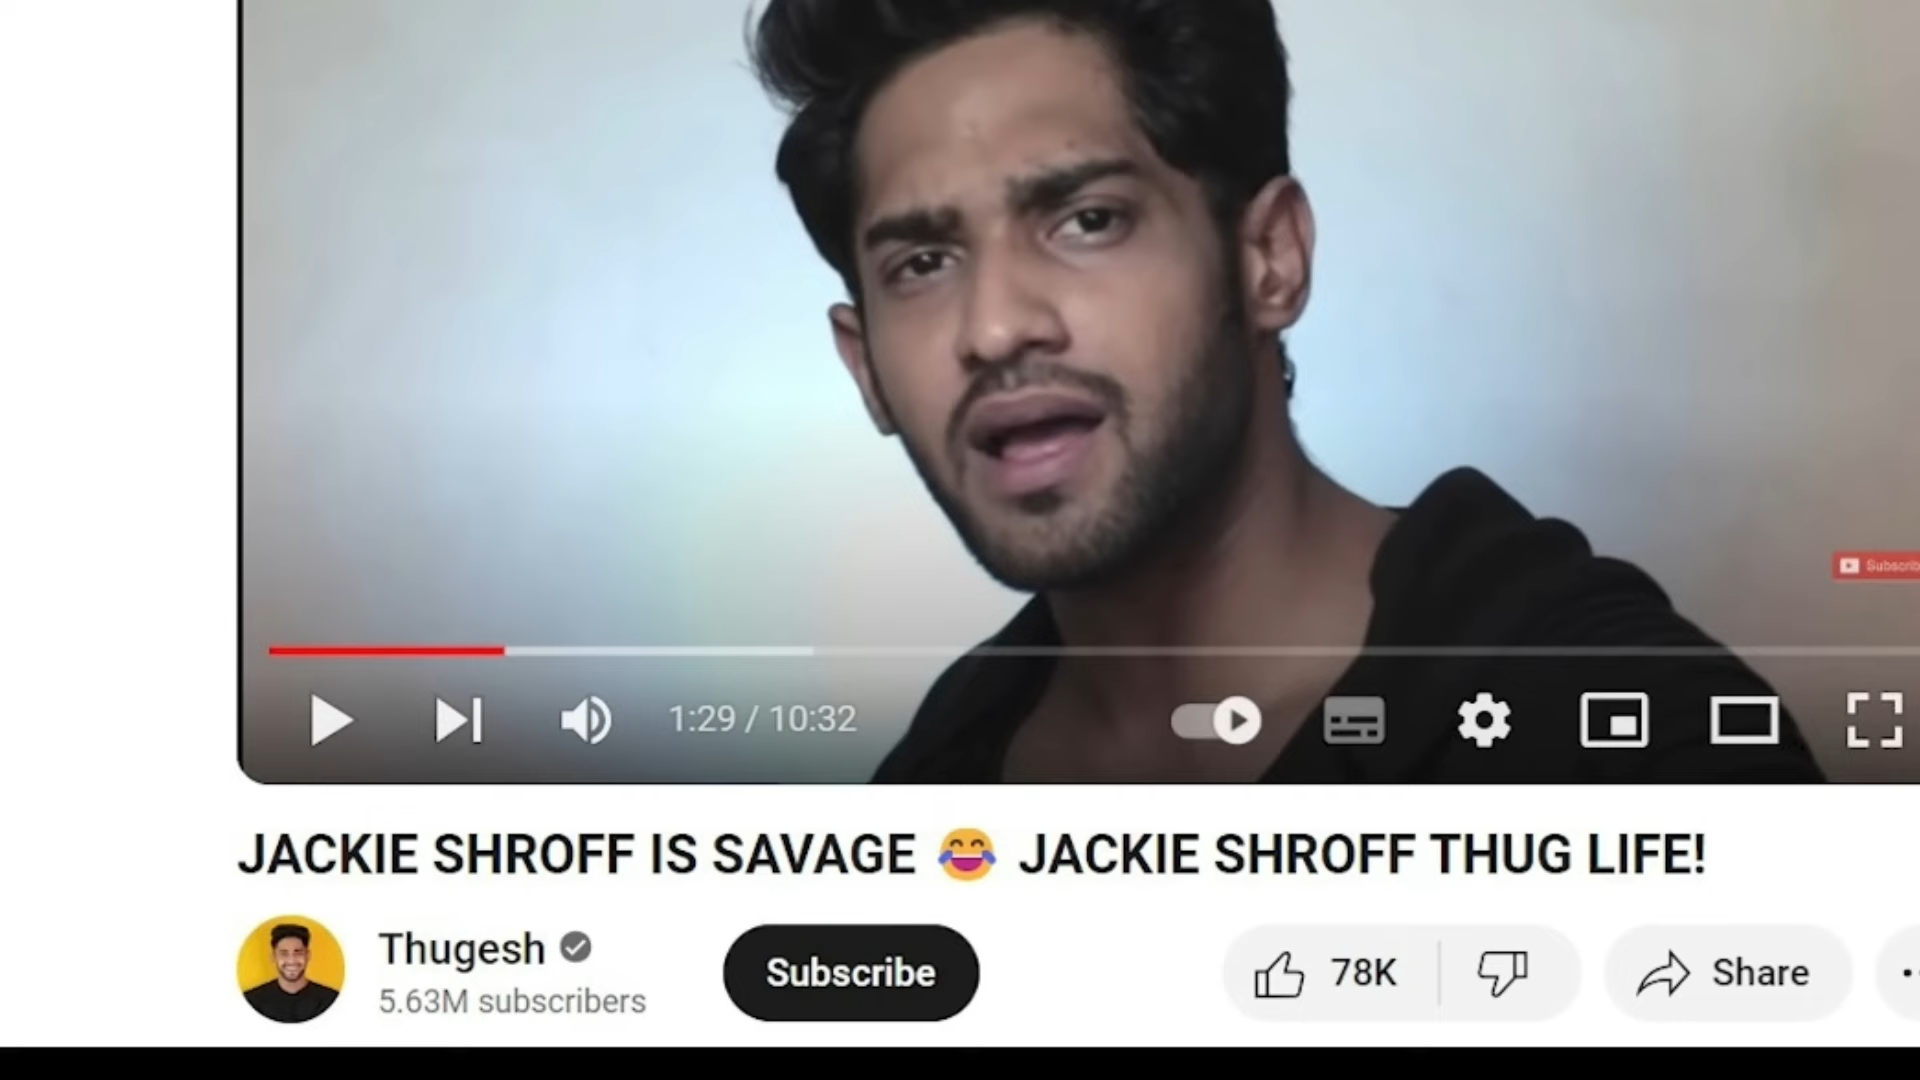 Subscrib
1:29 / 10:32
JACKIE SHROFF IS SAVAGE 😂 JACKIE SHROFF THUG LIFE!
Thugesh
5.63M subscribers
Subscribe
78K
Share